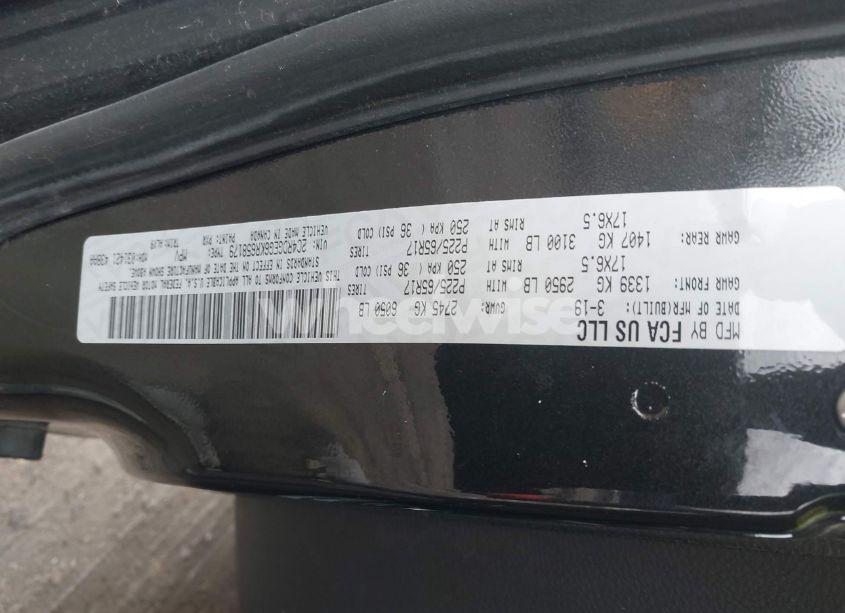 MFD BY FCA US LLC
DATE OF MFR(BUILT): 3-19 GVWR: 2745 KG 6050 LB
GAWR FRONT: 1339 KG 2950 LB WITH P225/65R17 TIRES
17X6.5 RIMS AT 250 KPA ( 36 PSI) COLD
GAWR REAR: 1407 KG 3100 LB WITH P225/65R17 TIRES
17X6.5 RIMS AT 250 KPA ( 36 PSI) COLD
THIS VEHICLE CONFORMS TO ALL APPLICABLE U.S.A. FEDERAL MOTOR VEHICLE SAFETY
STANDARDS IN EFFECT ON THE DATE OF MANUFACTURE SHOWN ABOVE.
VIN: MPV
VEHICLE MADE IN CANADA PAINT: PXR
Wheelwise